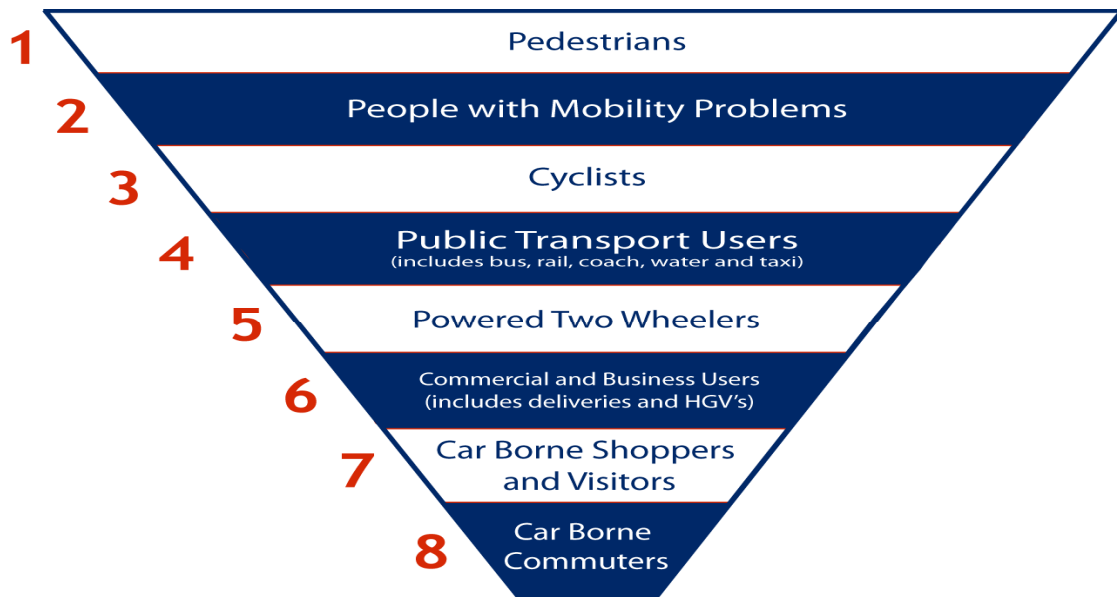 1 Pedestrians
2 People with Mobility Problems
3 Cyclists
4 Public Transport Users
(includes bus, rail, coach, water and taxi)
5 Powered Two Wheelers
6 Commercial and Business Users
(includes deliveries and HGV's)
7 Car Borne Shoppers
and Visitors
8 Car Borne
Commuters